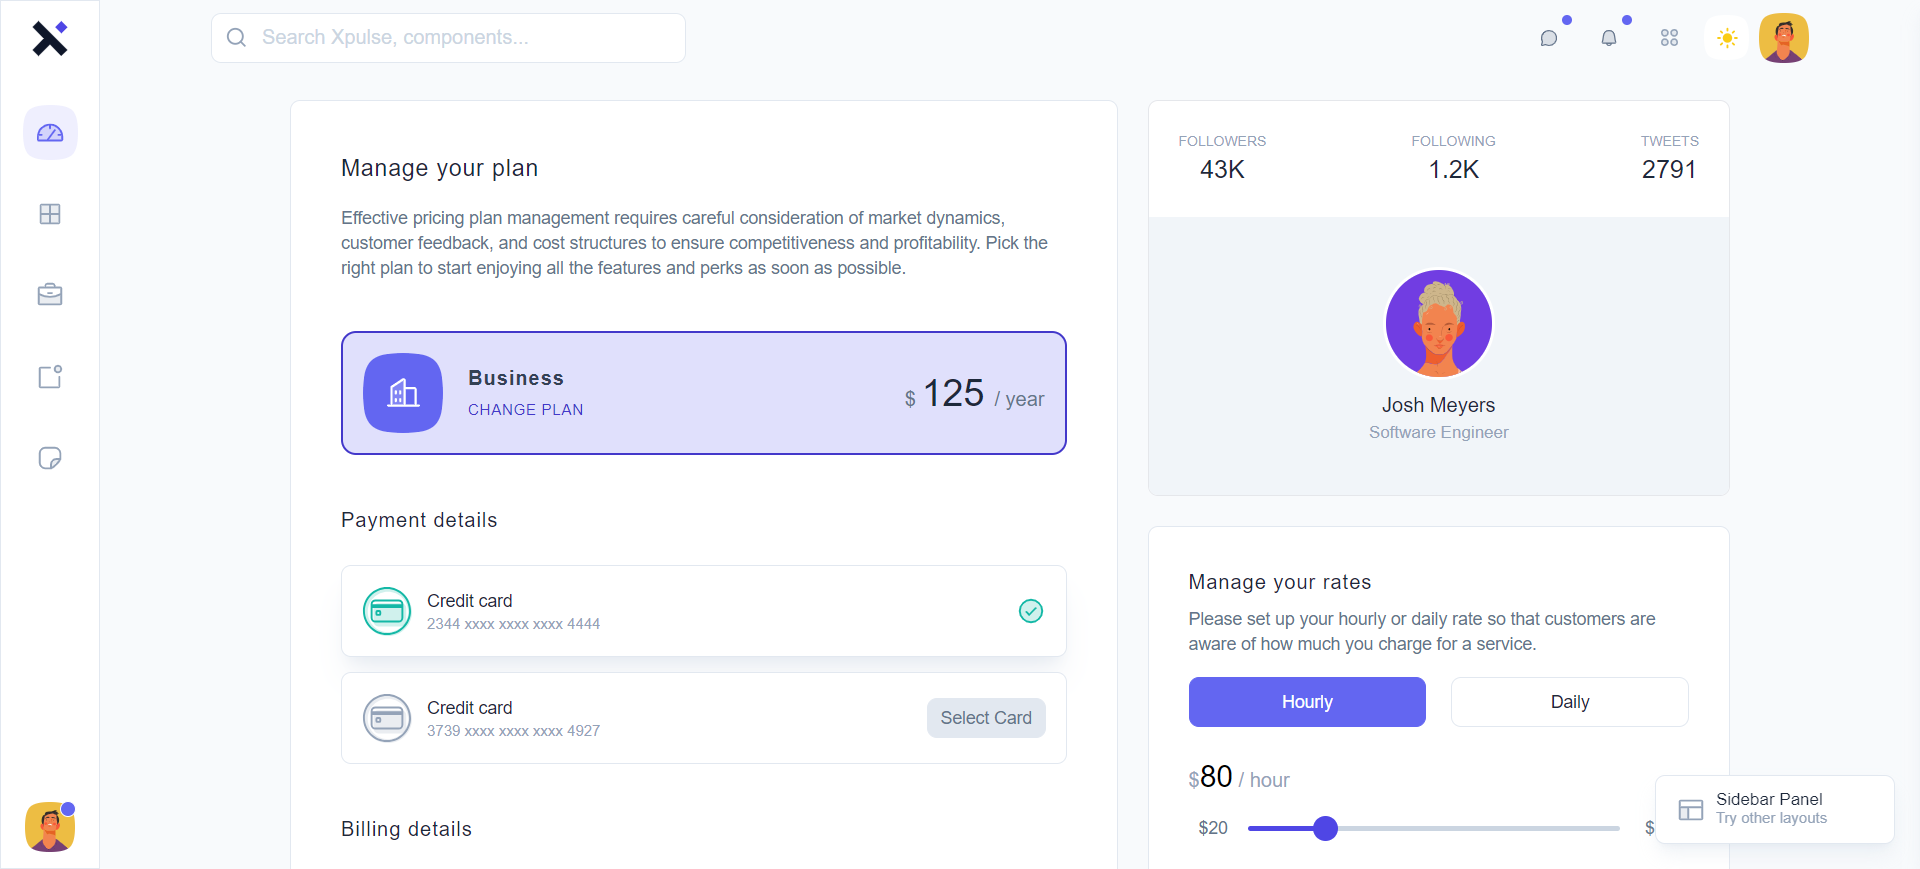 Search Xpulse, components...
Manage your plan
Effective pricing plan management requires careful consideration of market dynamics,
customer feedback, and cost structures to ensure competitiveness and profitability. Pick the
right plan to start enjoying all the features and perks as soon as possible.
Business
CHANGE PLAN
$ 125 / year
Payment details
Credit card
2344 xxxx xxxx xxxx 4444
Credit card
3739 xxxx xxxx xxxx 4927
Select Card
Billing details
FOLLOWERS
43K
FOLLOWING
1.2K
TWEETS
2791
Josh Meyers
Software Engineer
Manage your rates
Please set up your hourly or daily rate so that customers are
aware of how much you charge for a service.
Hourly
Daily
$80 / hour
$20
$
Sidebar Panel
Try other layouts